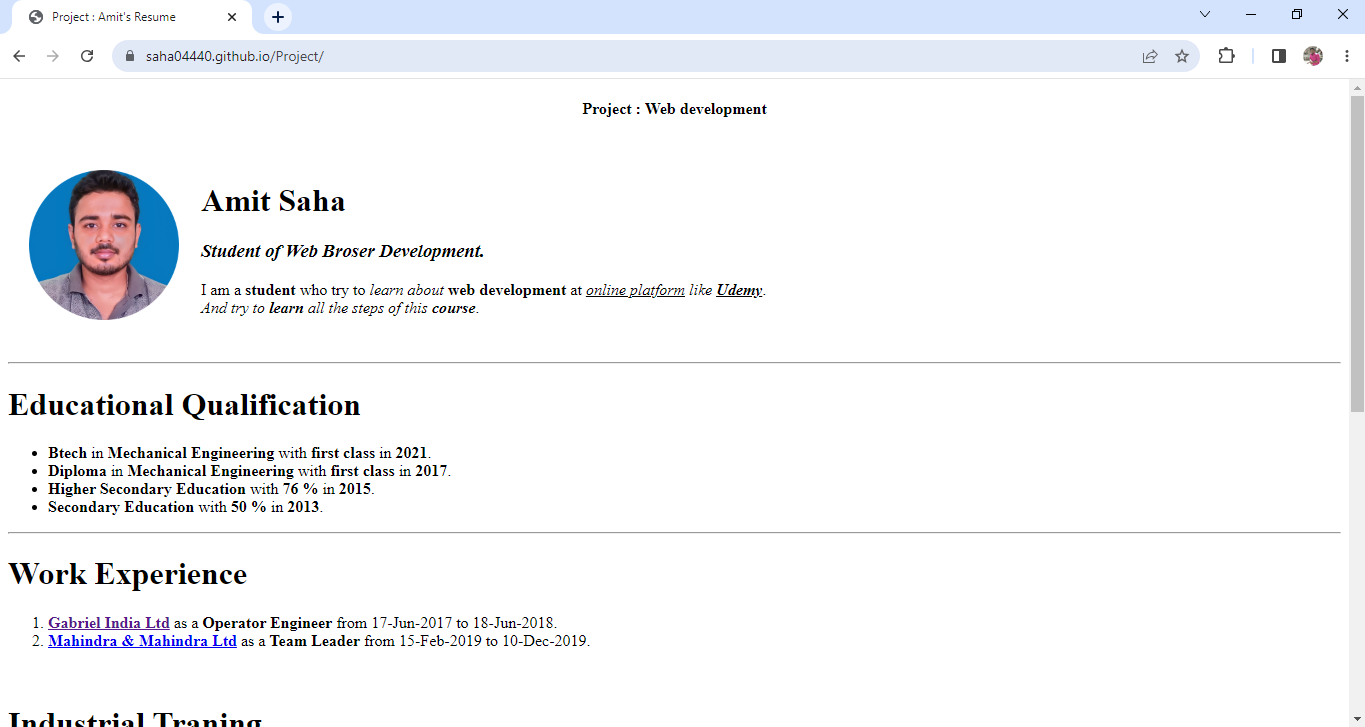 Project : Amit's Resume
saha04440.github.io/Project/
Project : Web development
Amit Saha
Student of Web Broser Development.
I am a student who try to learn about web development at online platform like Udemy.
And try to learn all the steps of this course.
Educational Qualification
Btech in Mechanical Engineering with first class in 2021.
Diploma in Mechanical Engineering with first class in 2017.
Higher Secondary Education with 76 % in 2015.
Secondary Education with 50 % in 2013.
Work Experience
1. Gabriel India Ltd as a Operator Engineer from 17-Jun-2017 to 18-Jun-2018.
2. Mahindra & Mahindra Ltd as a Team Leader from 15-Feb-2019 to 10-Dec-2019.
Industrial Traning